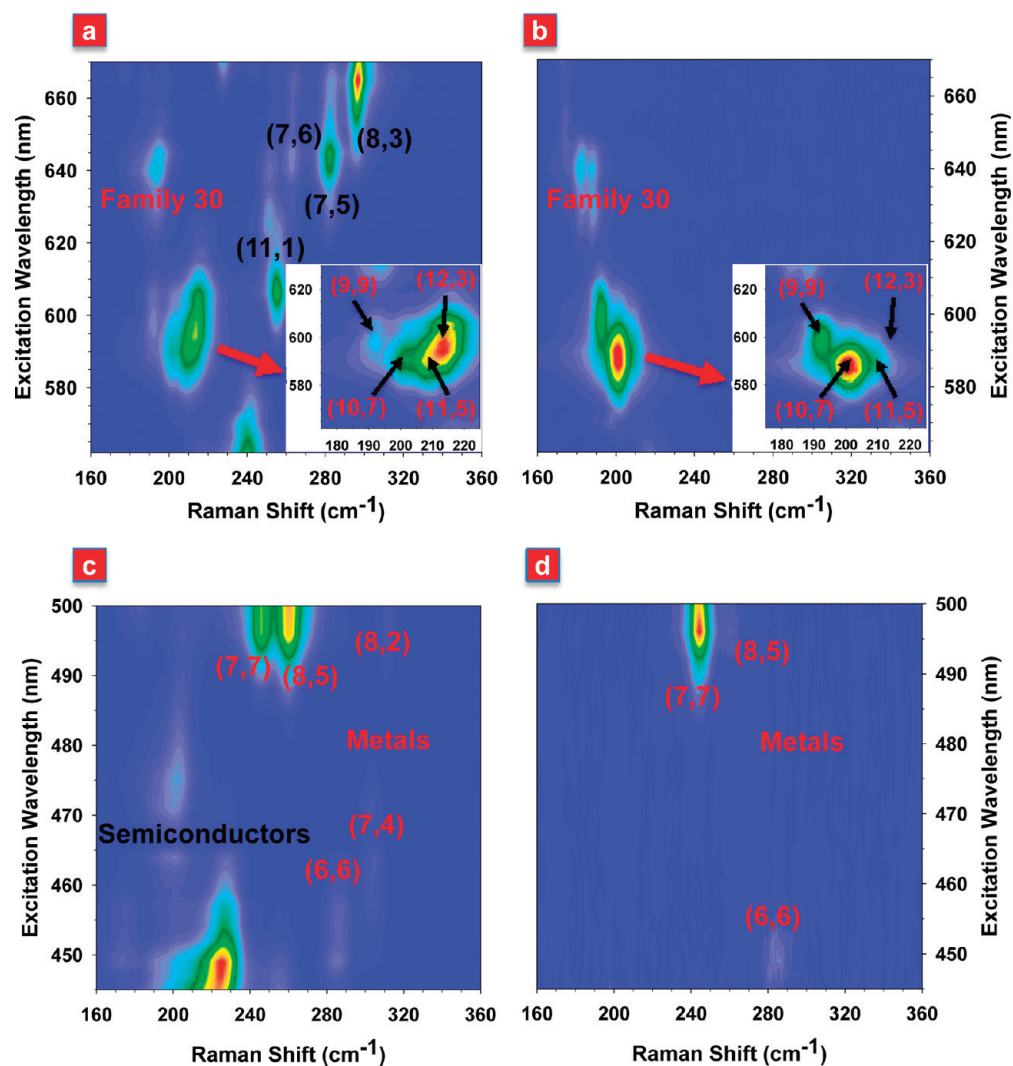 a
Excitation Wavelength (nm)
660
640
620
600
580
(7,6)
(8,3)
Family 30
(7,5)
(11,1)
(9,9)
(12,3)
620
600
580
(10,7)
(11,5)
180 190 200 210 220
160 200 240 280 320 360
Raman Shift (cm-1)
b
660
640
620
600
580
Excitation Wavelength (nm)
Family 30
(9,9)
(12,3)
620
600
580
(10,7)
(11,5)
180 190 200 210 220
160 200 240 280 320 360
Raman Shift (cm-1)
c
Excitation Wavelength (nm)
500
490
480
470
460
450
(8,2)
(7,7)
(8,5)
Metals
Semiconductors
(7,4)
(6,6)
160 200 240 280 320 360
Raman Shift (cm-1)
d
500
490
480
470
460
450
Excitation Wavelength (nm)
(8,5)
(7,7)
Metals
(6,6)
160 200 240 280 320 360
Raman Shift (cm-1)